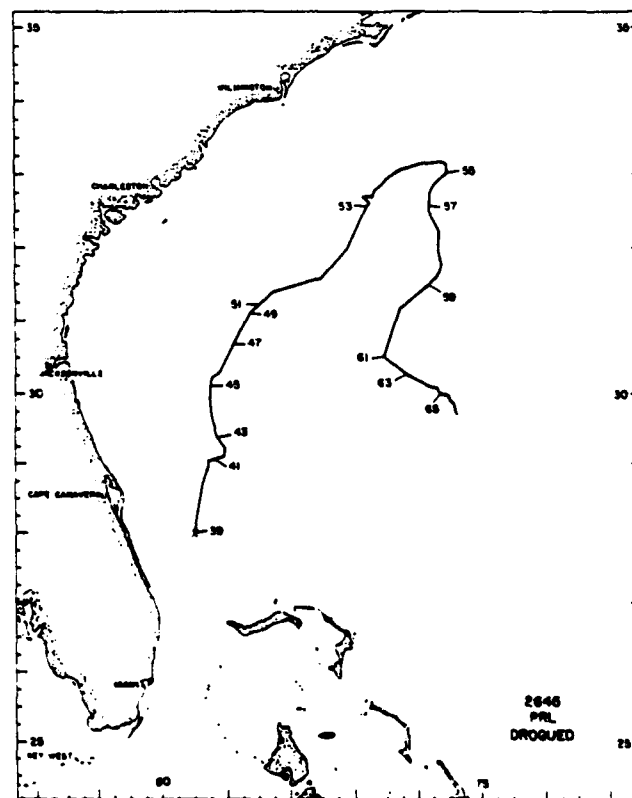 35
35
WILMINGTON
CHARLESTON
55
53
57
59
51
49
47
61
JACKSONVILLE
63
45
30
65
30
43
41
CAPE CANAVERAL
39
MIAMI
2646
PRL
DROGUED
25
25
KEY WEST
80
75